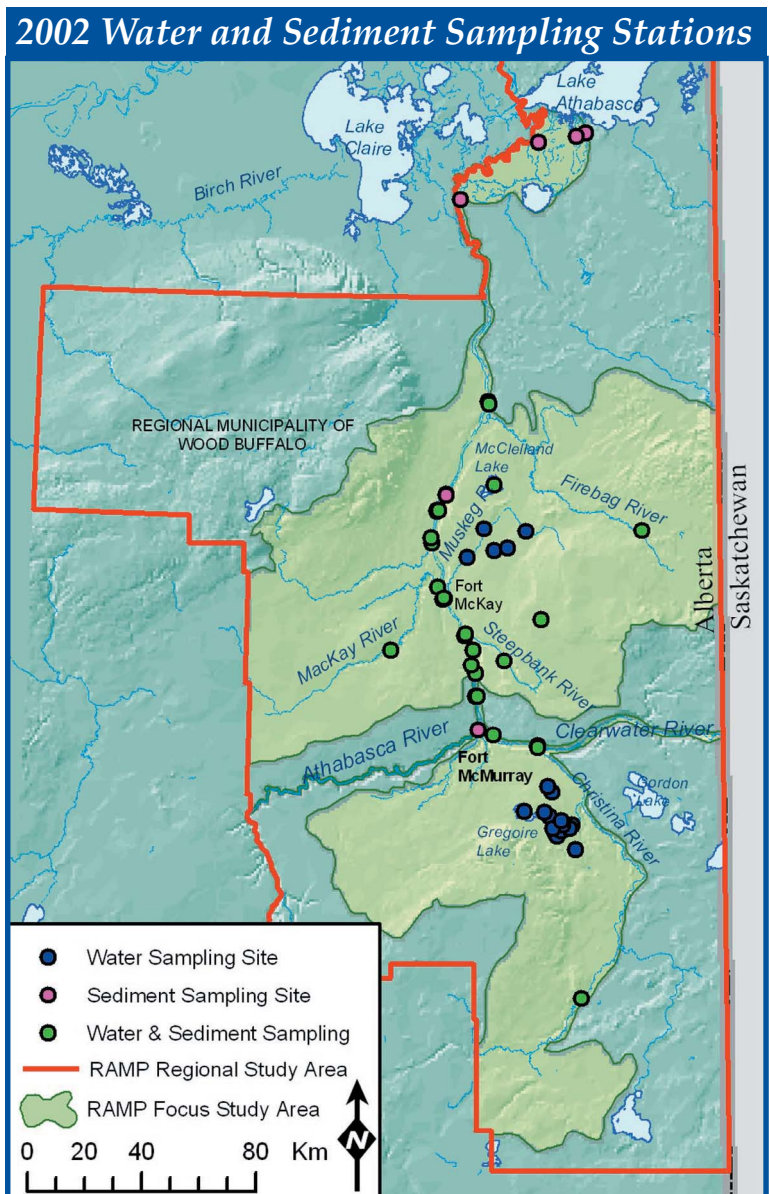 2002 Water and Sediment Sampling Stations
Lake
Athabasca
Lake
Claire
Birch River
REGIONAL MUNICIPALITY OF
WOOD BUFFALO
McClelland
Lake
Firebag River
Muskeg R
Alberta
Saskatchewan
Fort
McKay
MacKay River
Steepbank River
Athabasca River
Clearwater River
Fort
McMurray
Christina River
Gordon
Lake
Gregoire
Lake
Water Sampling Site
Sediment Sampling Site
Water & Sediment Sampling
RAMP Regional Study Area
RAMP Focus Study Area
0 20 40 80 Km
N